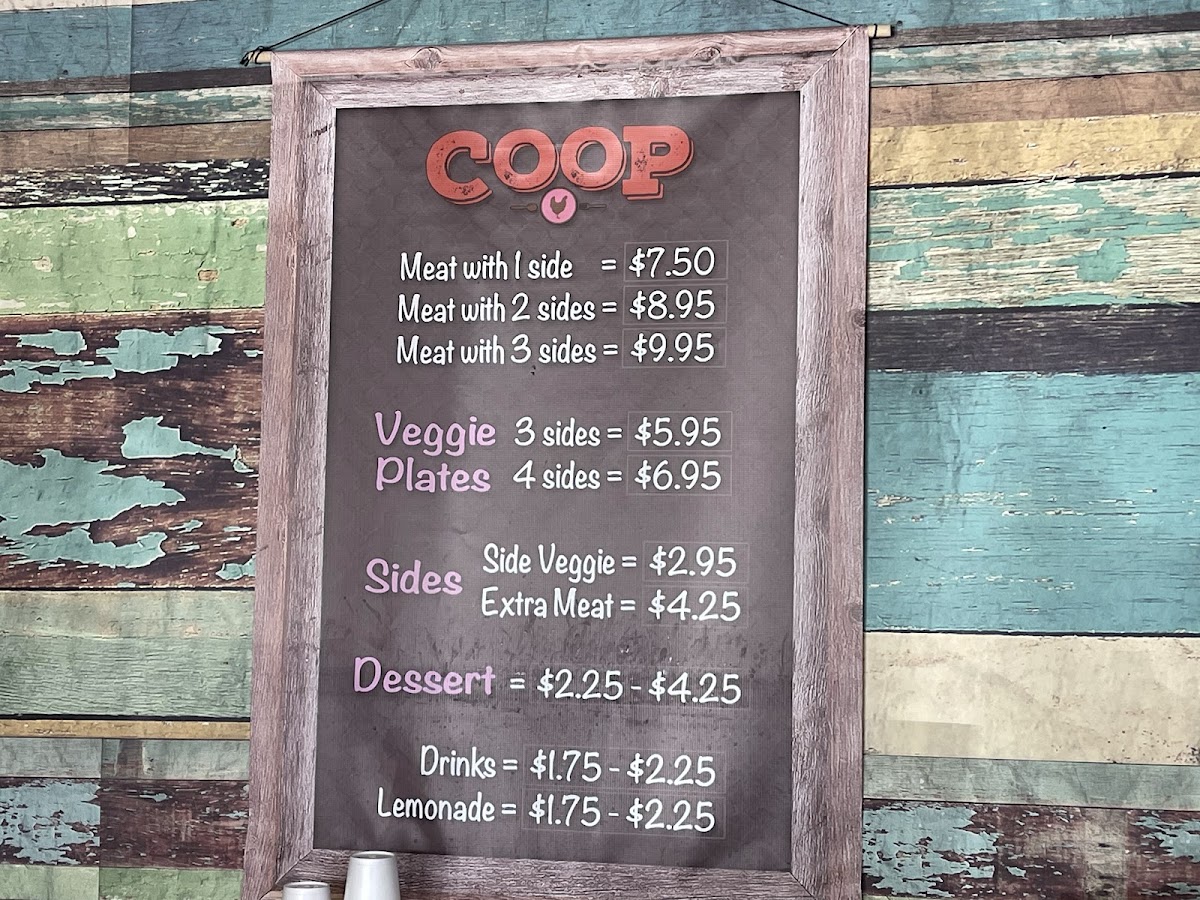 COOP
Meat with 1 side = $7.50
Meat with 2 sides = $8.95
Meat with 3 sides = $9.95
Veggie 3 sides = $5.95
Plates 4 sides = $6.95
Sides
Side Veggie = $2.95
Extra Meat = $4.25
Dessert = $2.25 - $4.25
Drinks = $1.75 - $2.25
Lemonade = $1.75 - $2.25